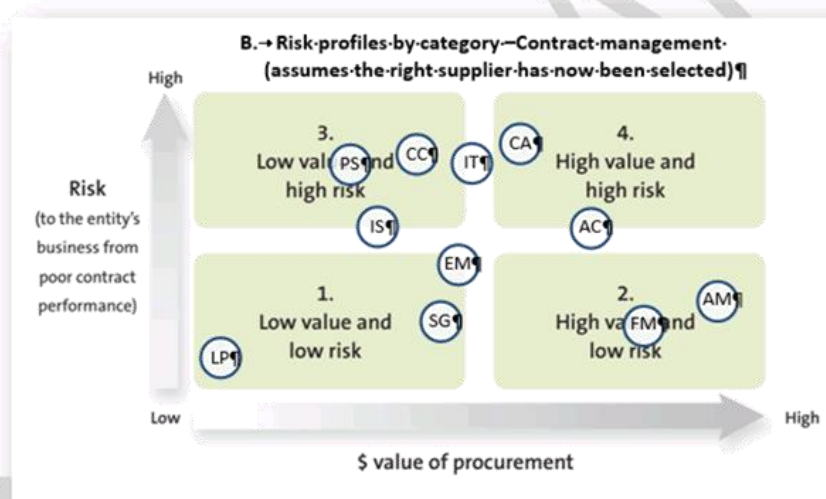 B.→Risk·profiles·by·category·–Contract·management·
(assumes·the·right·supplier·has·now·been·selected)¶
High
Risk
(to the entity's
business from
poor contract
performance)
Low
3.
Low value and
high risk
4.
High value and
high risk
1.
Low value and
low risk
2.
High va and
low risk
PS¶
CC¶
IT¶
CA¶
IS¶
AC¶
EM¶
SG¶
LP¶
FM¶
AM¶
High
$ value of procurement